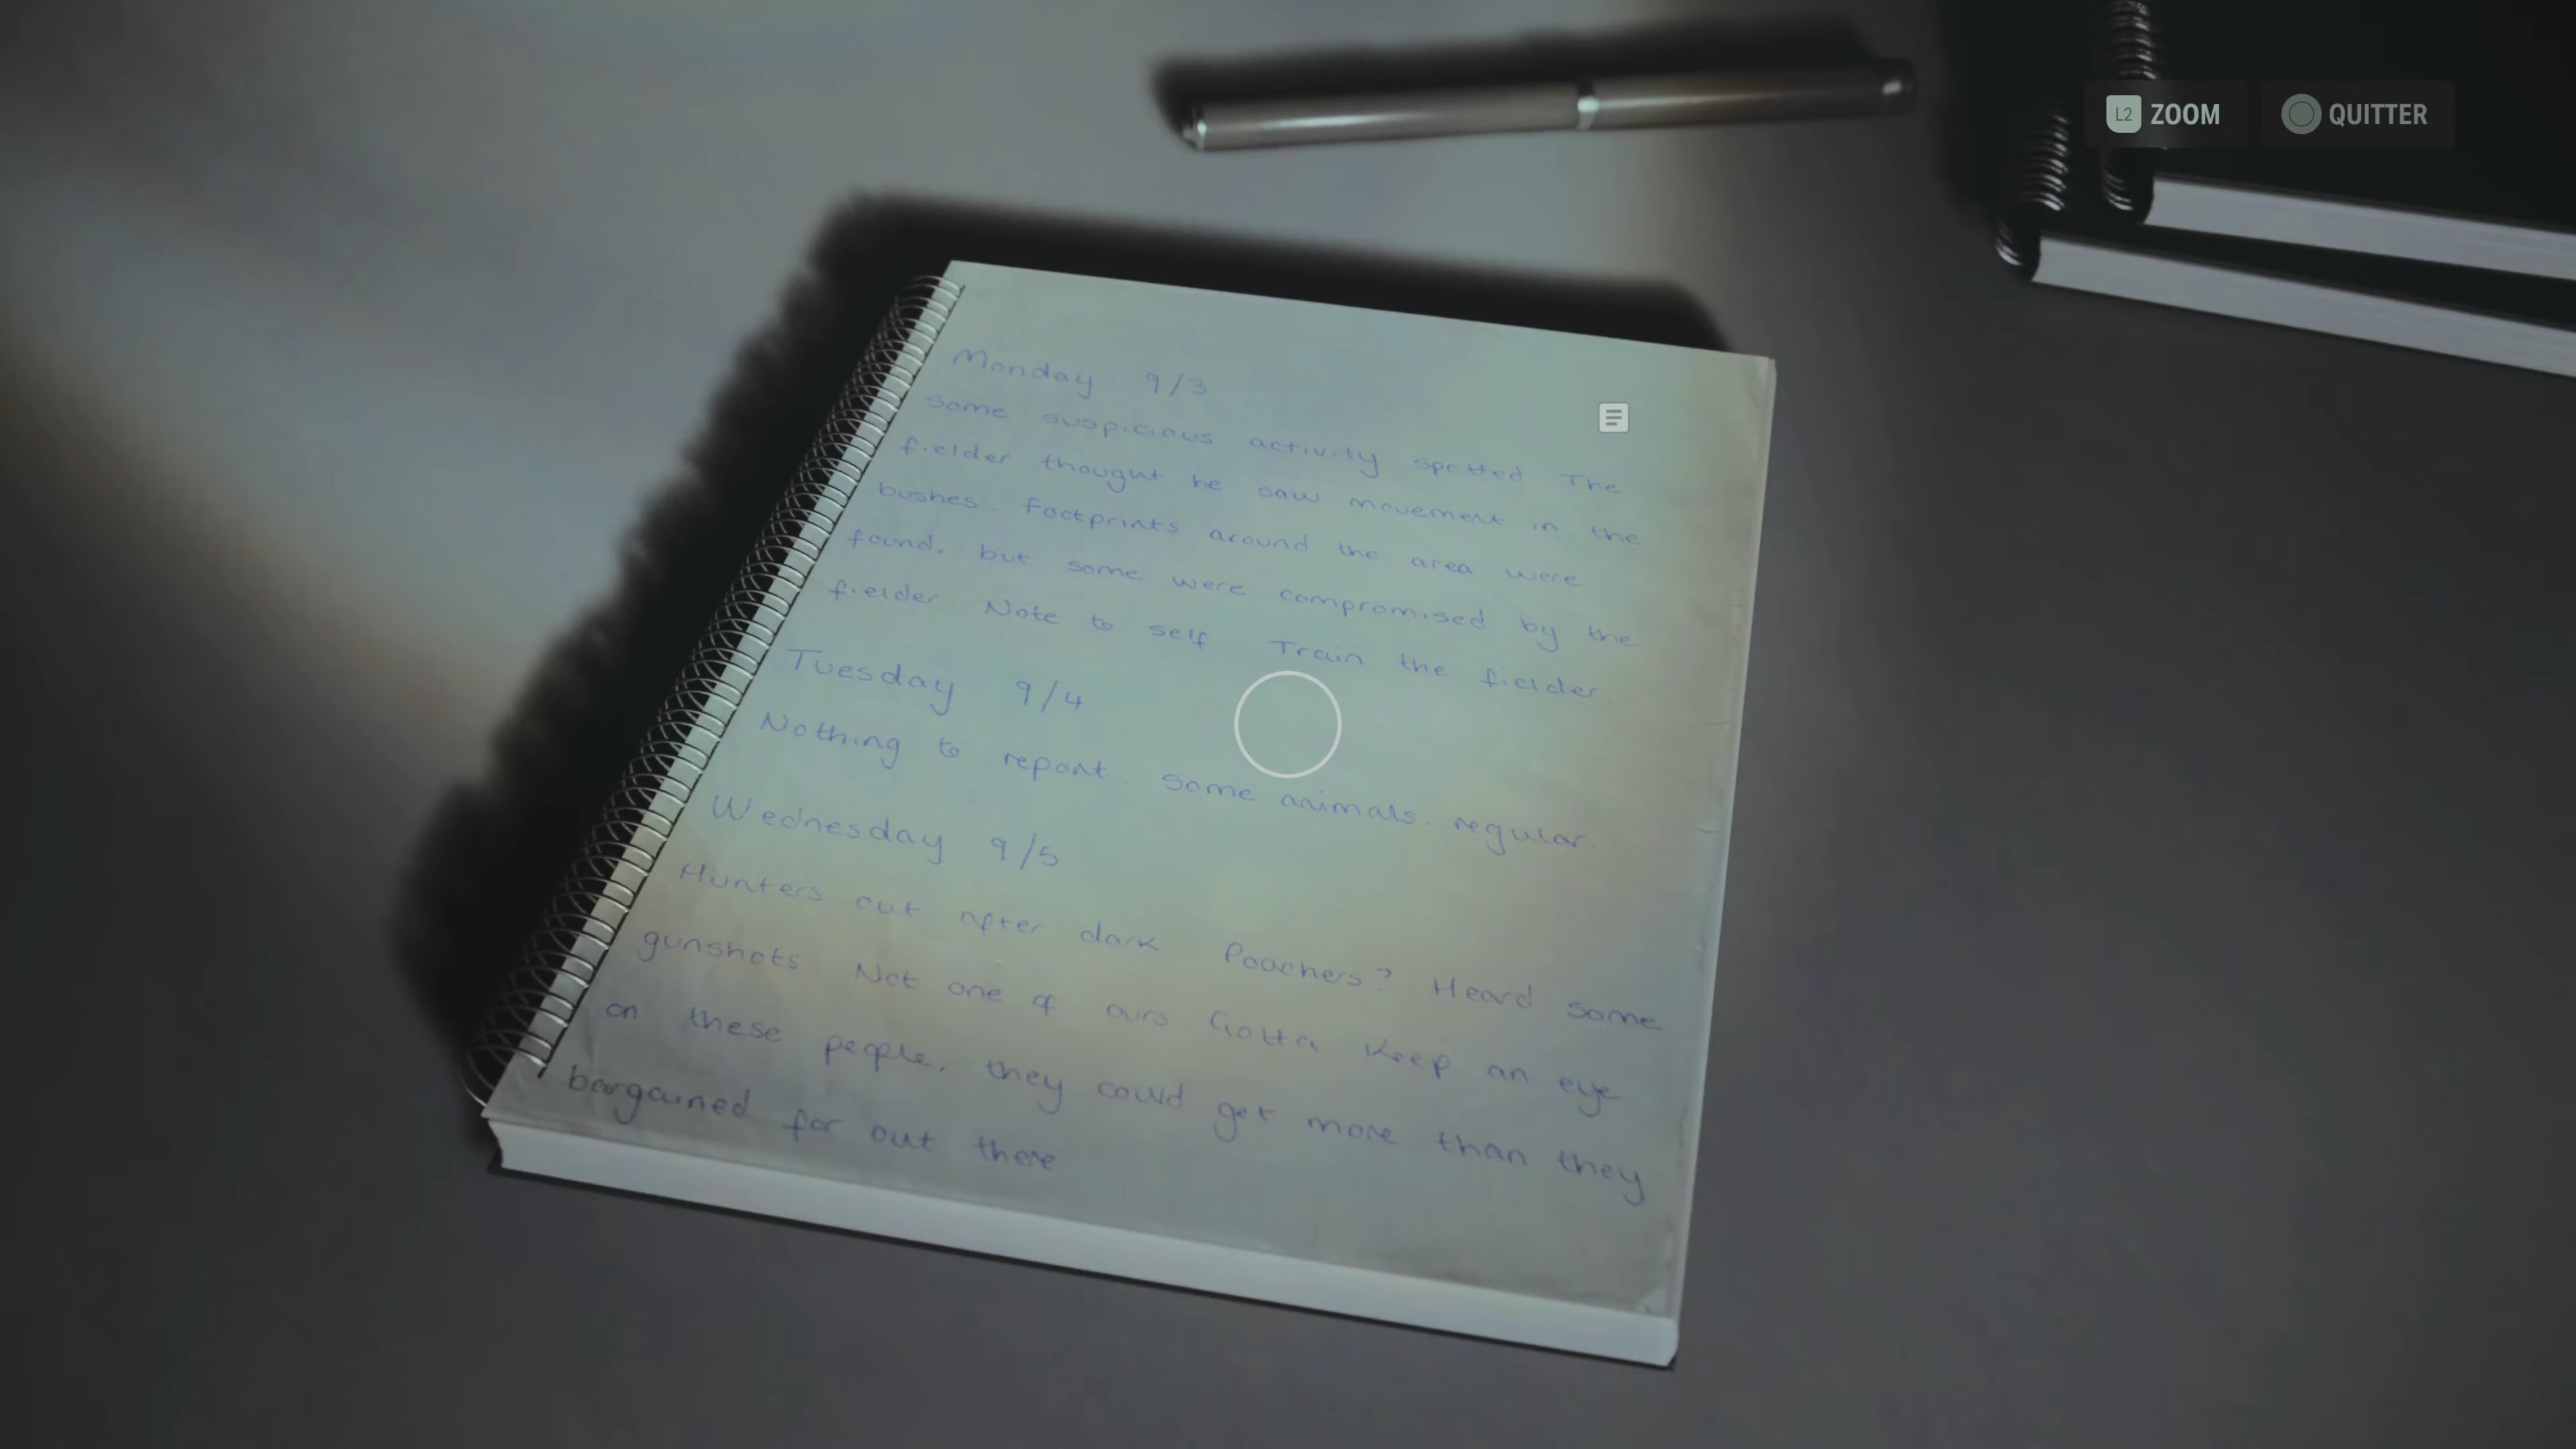 L2 ZOOM QUITTER
Monday 9/3
Some suspicious activity spotted The
fielder thought he saw movement in the
bushes. Footprints around the area were
found, but some were compromised by the
fielder. Note to self. Train the fielder.
Tuesday 9/4
Nothing to report. Some animals. regular.
Wednesday 9/5
Hunters out after dark Poachers? Heard some
gunshots Not one of ours. Gotta keep an eye
on these people, they could get more than they
bargained for out there